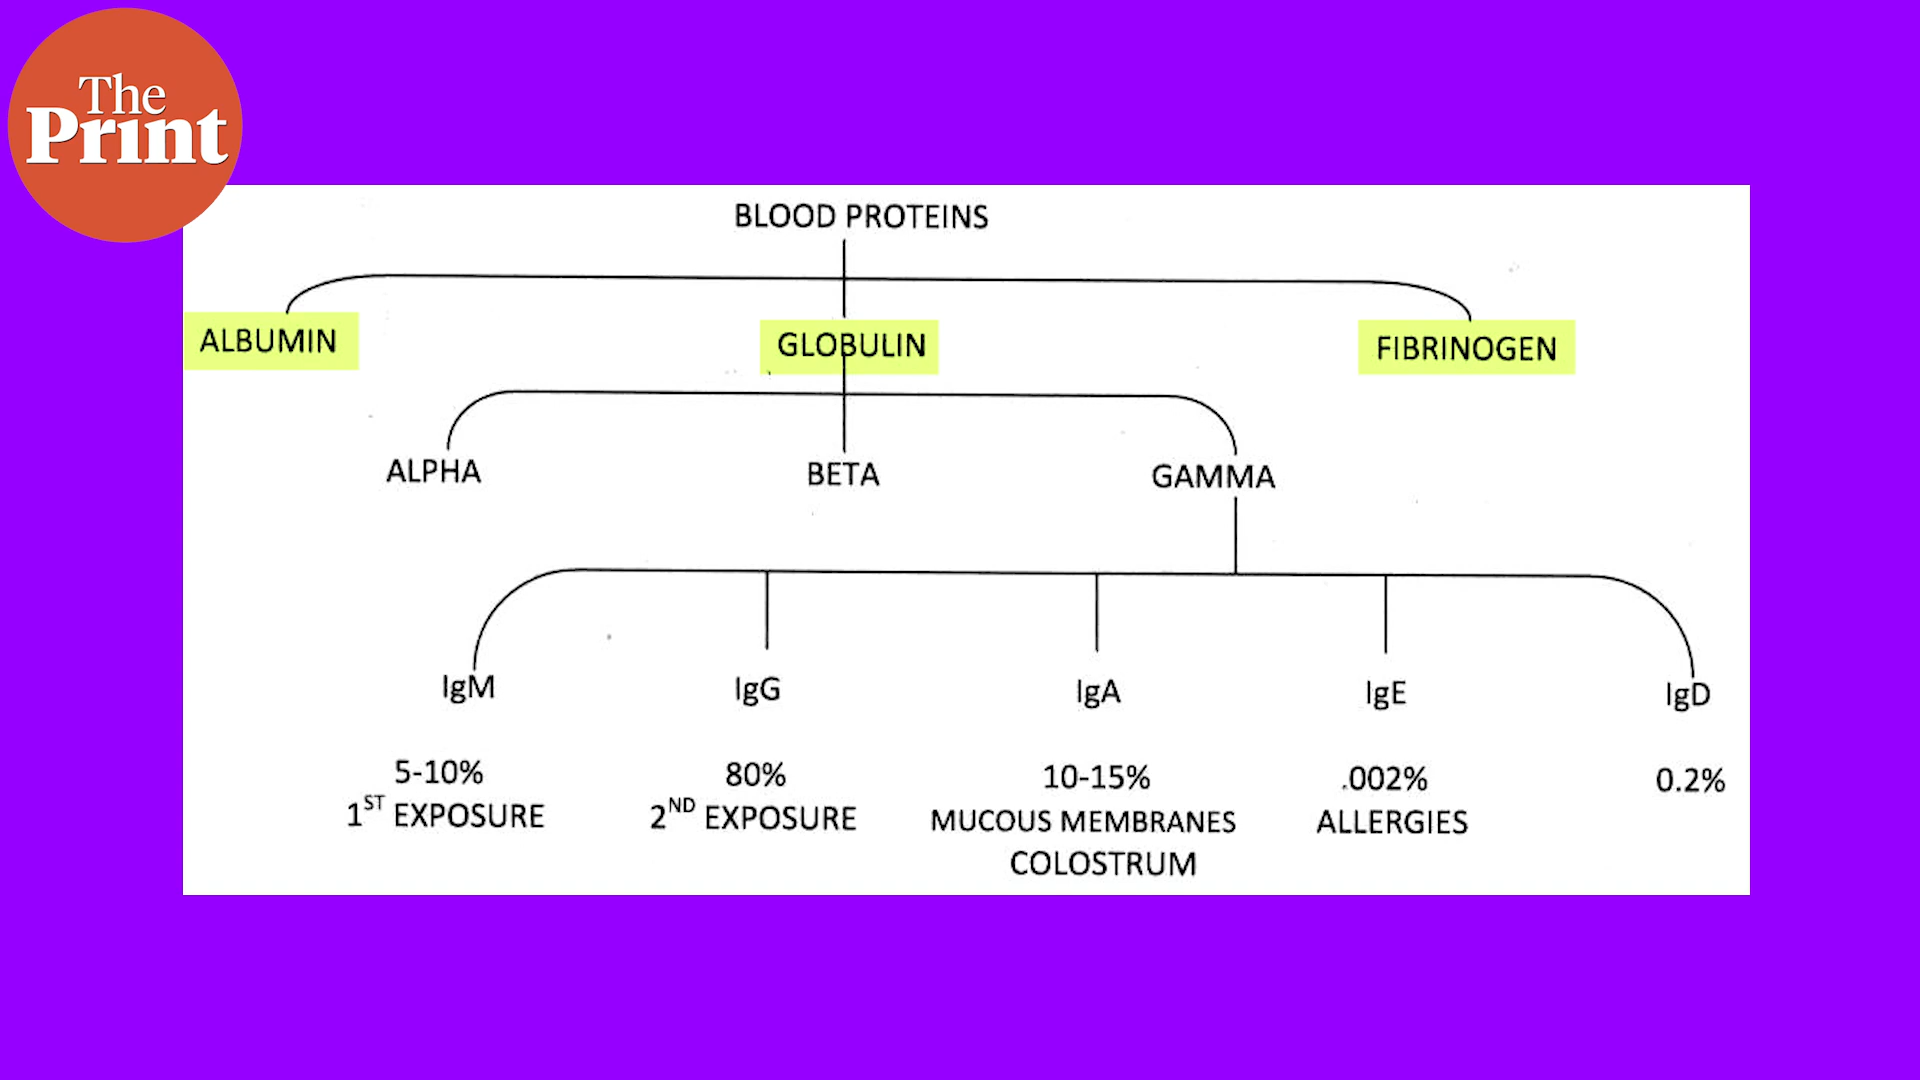 The
Print
BLOOD PROTEINS
ALBUMIN
GLOBULIN
FIBRINOGEN
ALPHA
BETA
GAMMA
IgM
IgG
IgA
IgE
IgD
5-10%
80%
10-15%
.002%
0.2%
1ST EXPOSURE
2ND EXPOSURE
MUCOUS MEMBRANES
ALLERGIES
COLOSTRUM